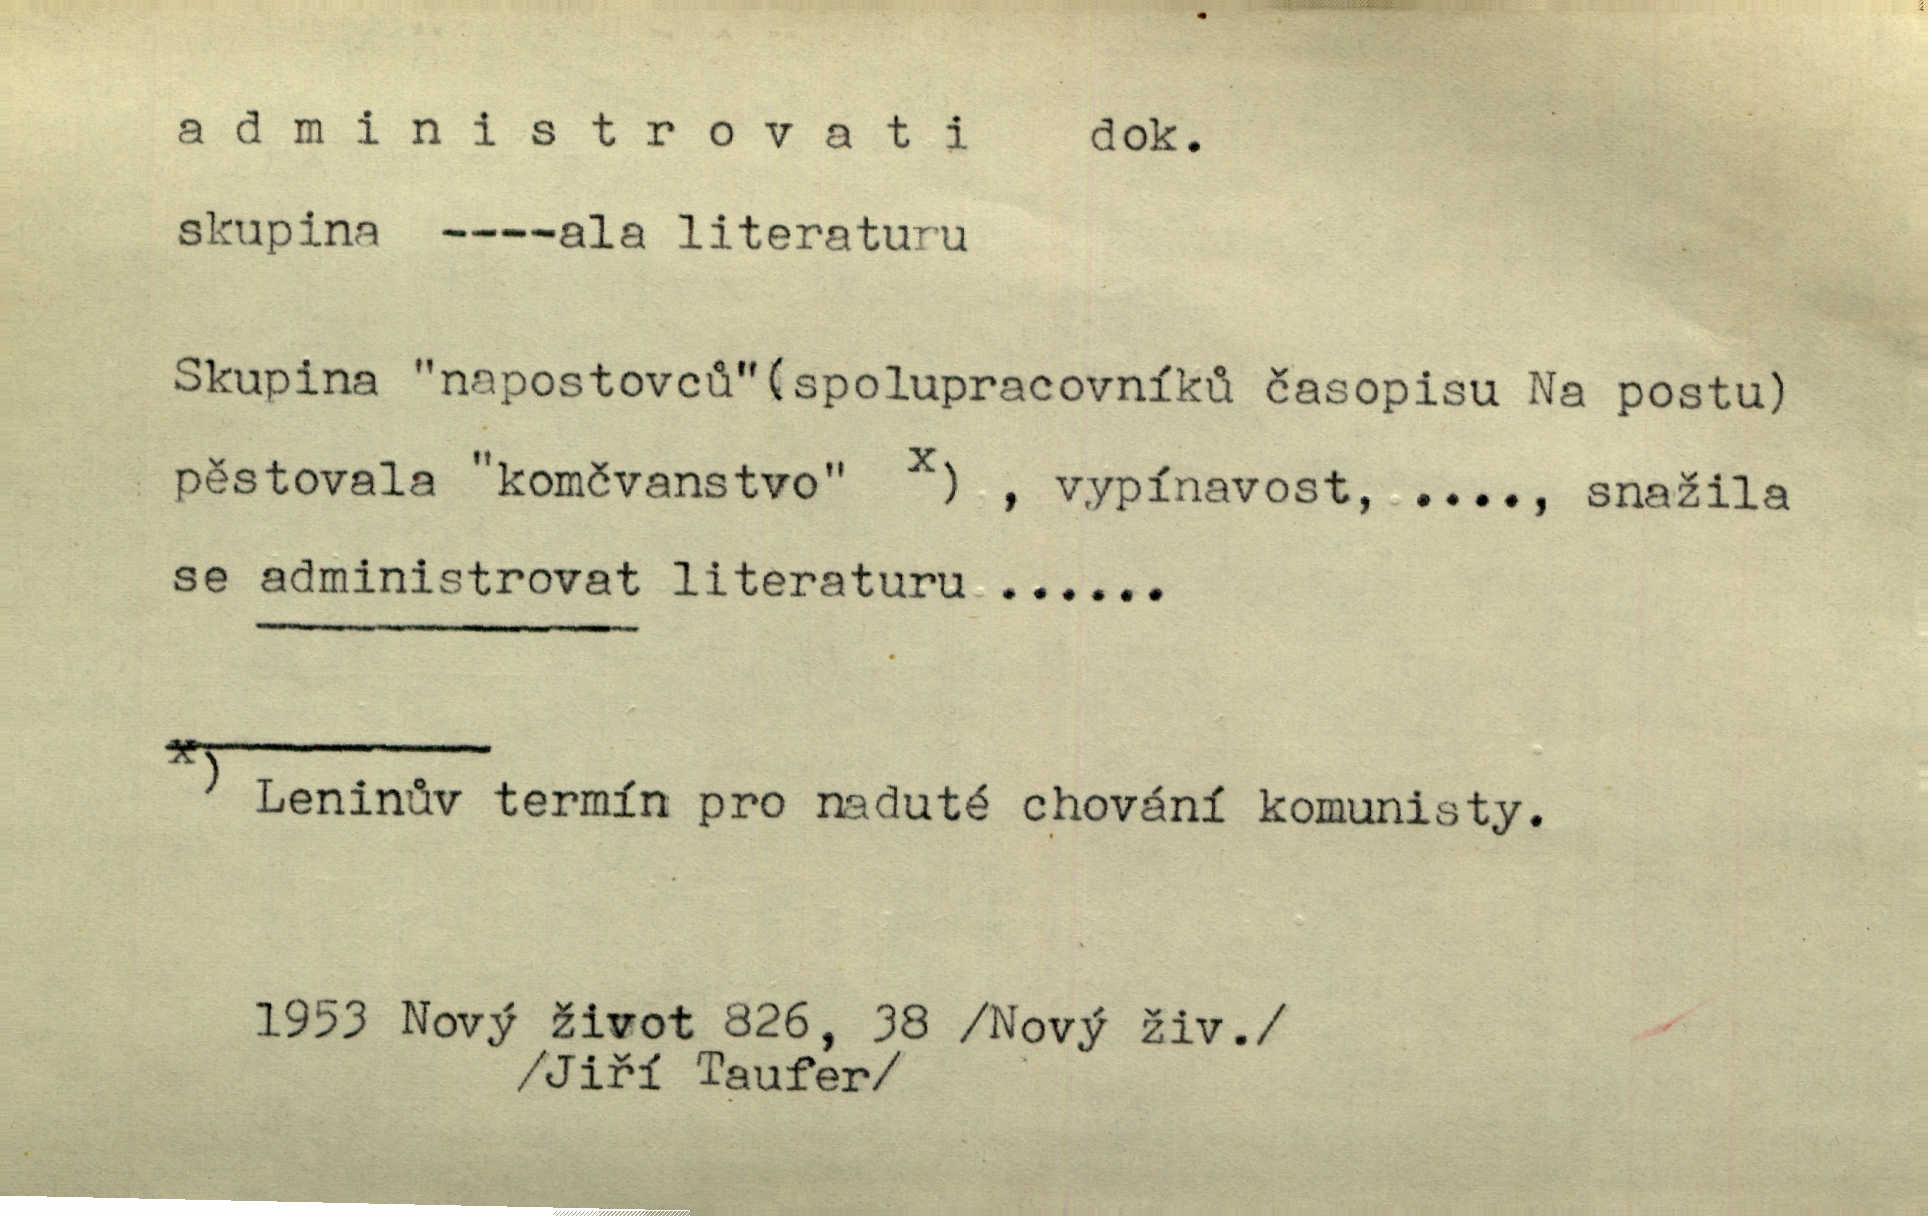 a d m i n i s t r o v a t i dok.
skupina ----ala literaturu
Skupina "napostovců"(spolupracovníků časopisu Na postu)
pěstovala "komčvanstvo" x) , vypínavost, ...., snažila
se administrovat literaturu ......
x) Leninův termín pro naduté chování komunisty.
1953 Nový život 826, 38 /Nový živ./
/Jiří Taufer/